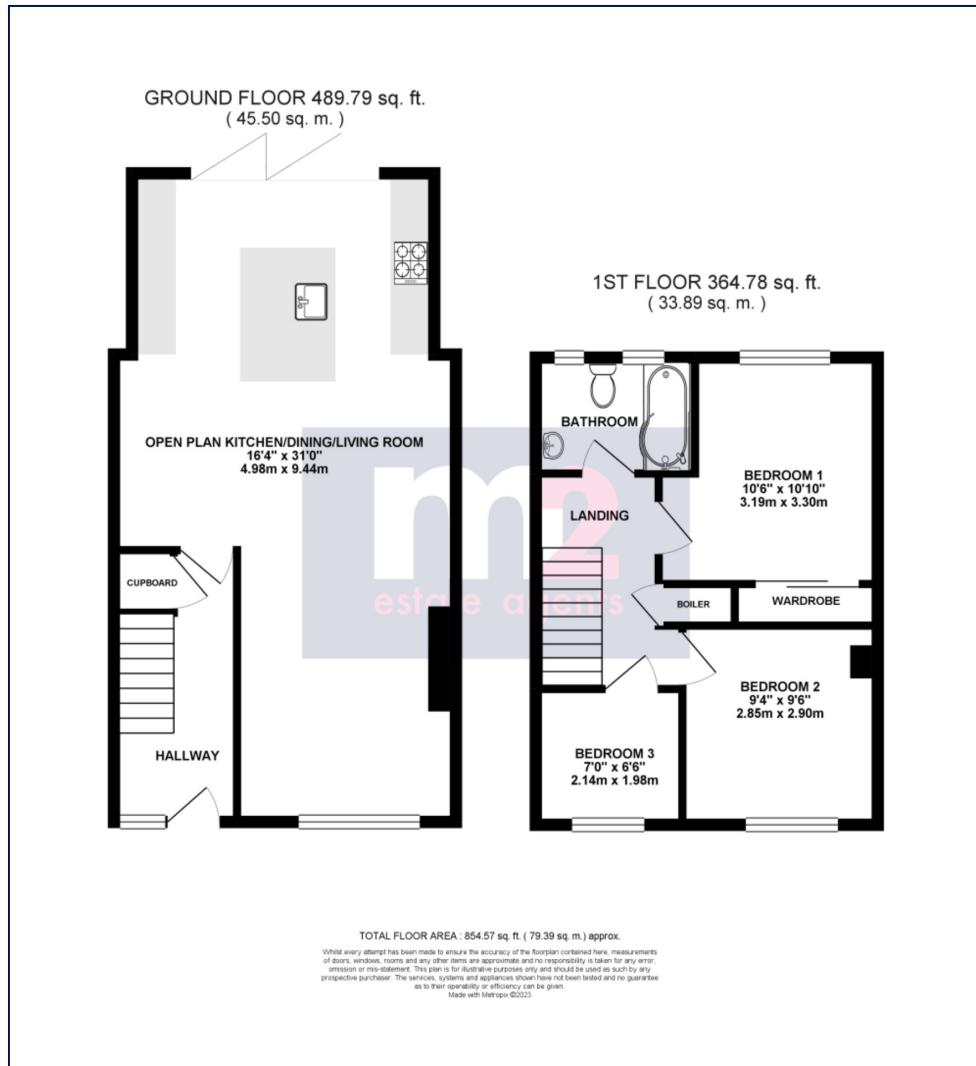 GROUND FLOOR 489.79 sq. ft.
( 45.50 sq. m. )
1ST FLOOR 364.78 sq. ft.
( 33.89 sq. m. )
OPEN PLAN KITCHEN/DINING/LIVING ROOM
16'4" x 31'0"
4.98m x 9.44m
CUPBOARD
HALLWAY
BATHROOM
LANDING
BEDROOM 1
10'6" x 10'10"
3.19m x 3.30m
BOILER
WARDROBE
BEDROOM 2
9'4" x 9'6"
2.85m x 2.90m
BEDROOM 3
7'0" x 6'6"
2.14m x 1.98m
m2
estate agents
TOTAL FLOOR AREA : 854.57 sq. ft. ( 79.39 sq. m.) approx.
Whilst every attempt has been made to ensure the accuracy of the floorplan contained here, measurements
of doors, windows, rooms and any other items are approximate and no responsibility is taken for any error,
omission or mis-statement. This plan is for illustrative purposes only and should be used as such by any
prospective purchaser. The services, systems and appliances shown have not been tested and no guarantee
as to their operability or efficiency can be given.
Made with Metropix ©2023